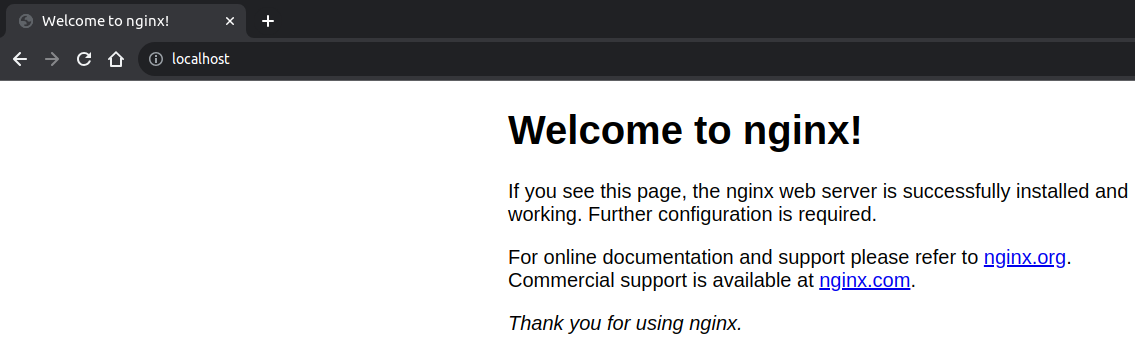 Welcome to nginx!
localhost
Welcome to nginx!
If you see this page, the nginx web server is successfully installed and
working. Further configuration is required.
For online documentation and support please refer to nginx.org.
Commercial support is available at nginx.com.
Thank you for using nginx.